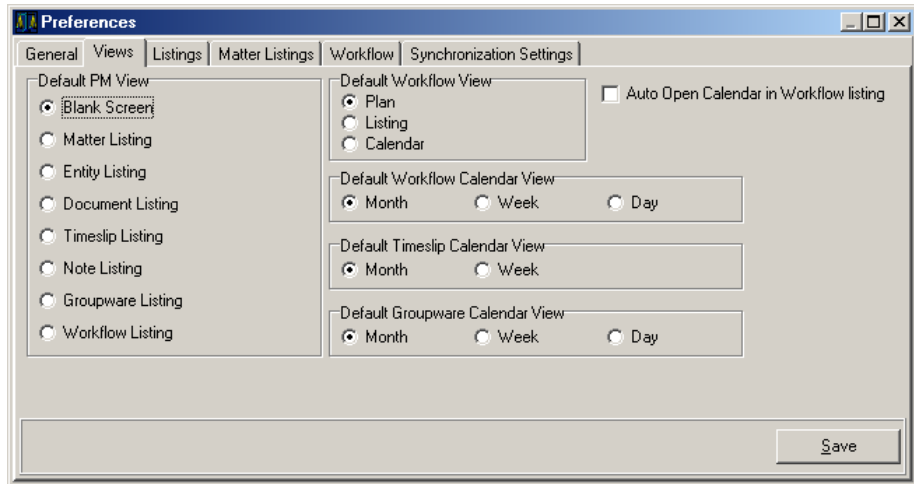 Preferences
General Views Listings Matter Listings Workflow Synchronization Settings
Default PM View
Blank Screen
Matter Listing
Entity Listing
Document Listing
Timeslip Listing
Note Listing
Groupware Listing
Workflow Listing
Default Workflow View
Plan
Listing
Calendar
Auto Open Calendar in Workflow listing
Default Workflow Calendar View
Month Week Day
Default Timeslip Calendar View
Month Week
Default Groupware Calendar View
Month Week Day
Save